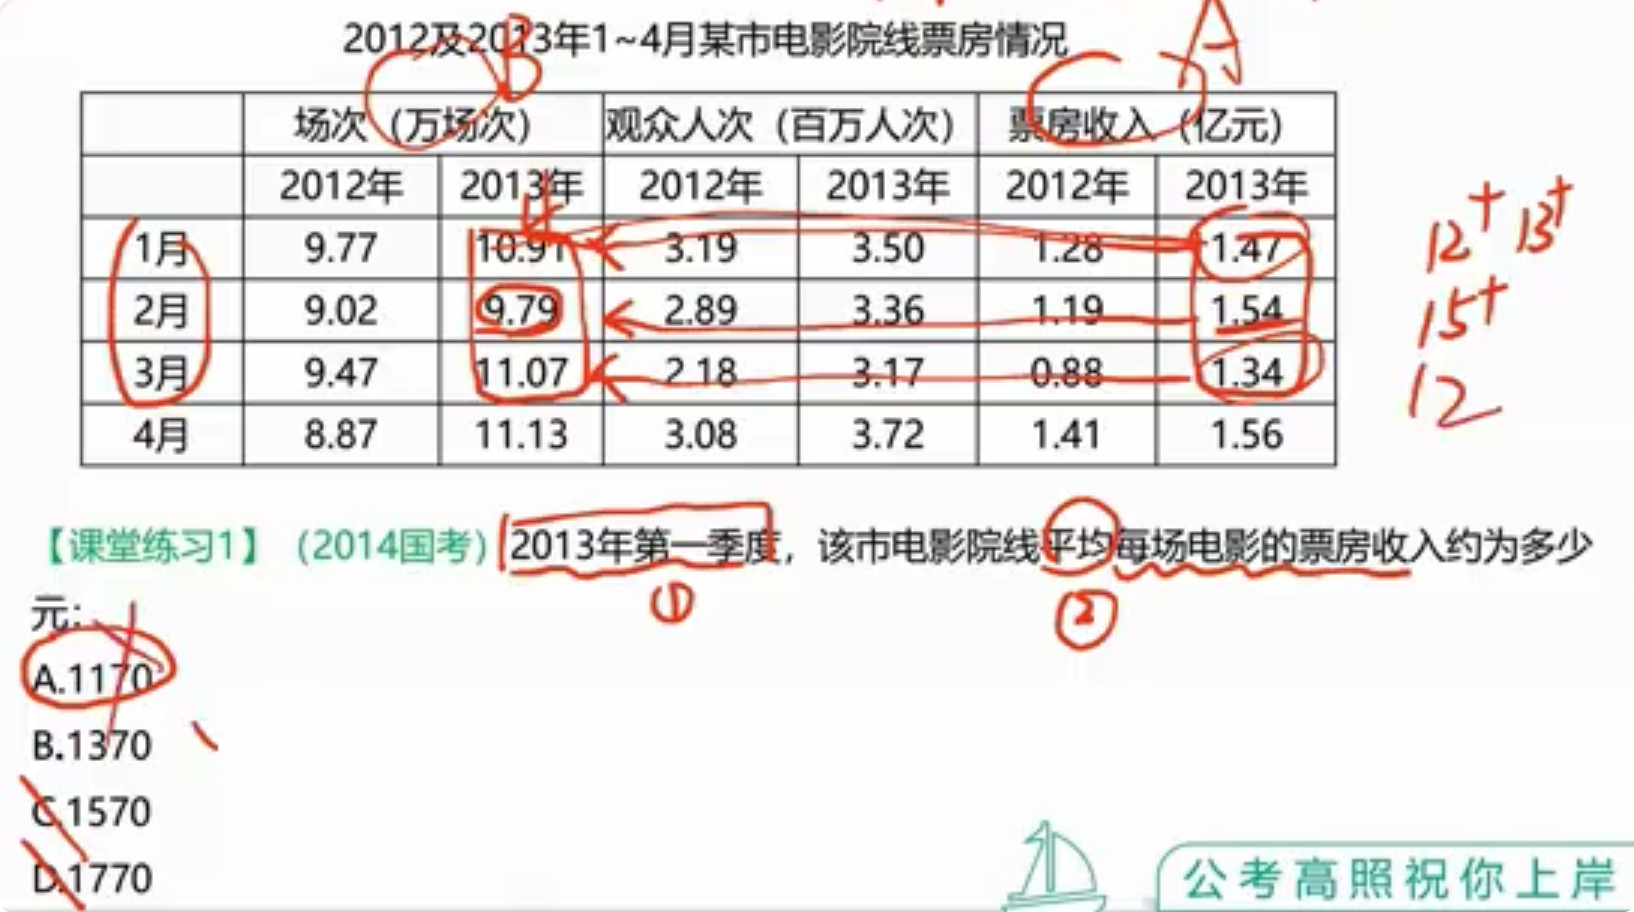 2012及2013年1~4月某市电影院线票房情况
B
A
场次（万场次） 观众人次（百万人次） 票房收入（亿元）
2012年 2013年 2012年 2013年 2012年 2013年
1月 9.77 10.91 3.19 3.50 1.28 1.47
2月 9.02 9.79 2.89 3.36 1.19 1.54
3月 9.47 11.07 2.18 3.17 0.88 1.34
4月 8.87 11.13 3.08 3.72 1.41 1.56
12+ 13+
15+
12
【课堂练习1】（2014国考）2013年第一季度，该市电影院线平均每场电影的票房收入约为多少
元：
① ②
A.1170
B.1370
C.1570
D.1770
公考高照祝你上岸